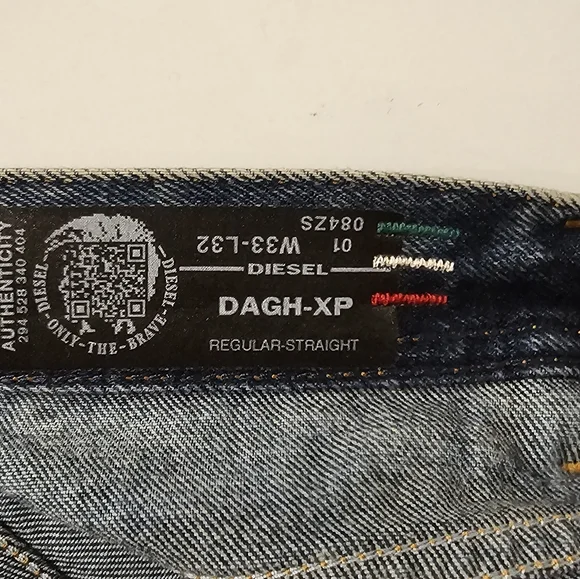 AUTHENTICITY
294 528 340 404
DIESEL-ONLY-THE-BRAVE-DIESEL
084ZS
01 W33-L32
DIESEL
DAGH-XP
REGULAR-STRAIGHT